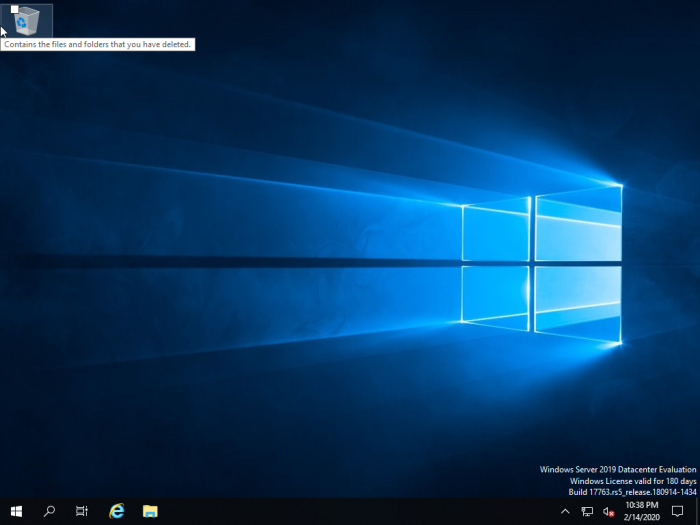 Contains the files and folders that you have deleted.
Windows Server 2019 Datacenter Evaluation
Windows License valid for 180 days
Build 17763.rs5_release.180914-1434
10:38 PM
2/14/2020